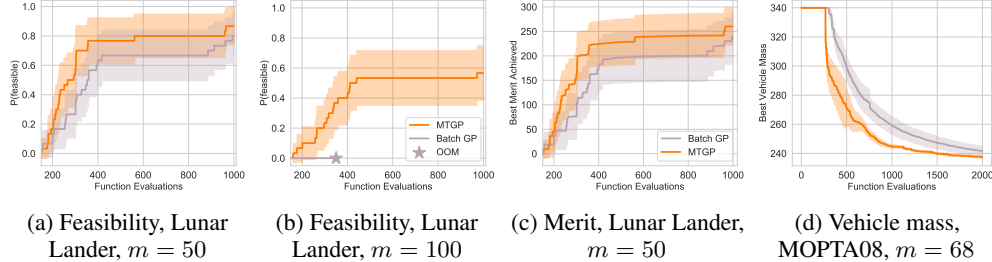 1.0
0.8
0.6
0.4
0.2
0.0
P(feasible)
200 400 600 800 1000
Function Evaluations
1.0
0.8
0.6
0.4
0.2
0.0
P(feasible)
MTGP
Batch GP
OOM
200 400 600 800 1000
Function Evaluations
300
250
200
150
100
50
0
Best Merit Achieved
Batch GP
MTGP
200 400 600 800 1000
Function Evaluations
340
320
300
280
260
240
Best Vehicle Mass
0 500 1000 1500 2000
Function Evaluations
(a) Feasibility, Lunar
Lander, m = 50
(b) Feasibility, Lunar
Lander, m = 100
(c) Merit, Lunar Lander,
m = 50
(d) Vehicle mass,
MOPTA08, m = 68